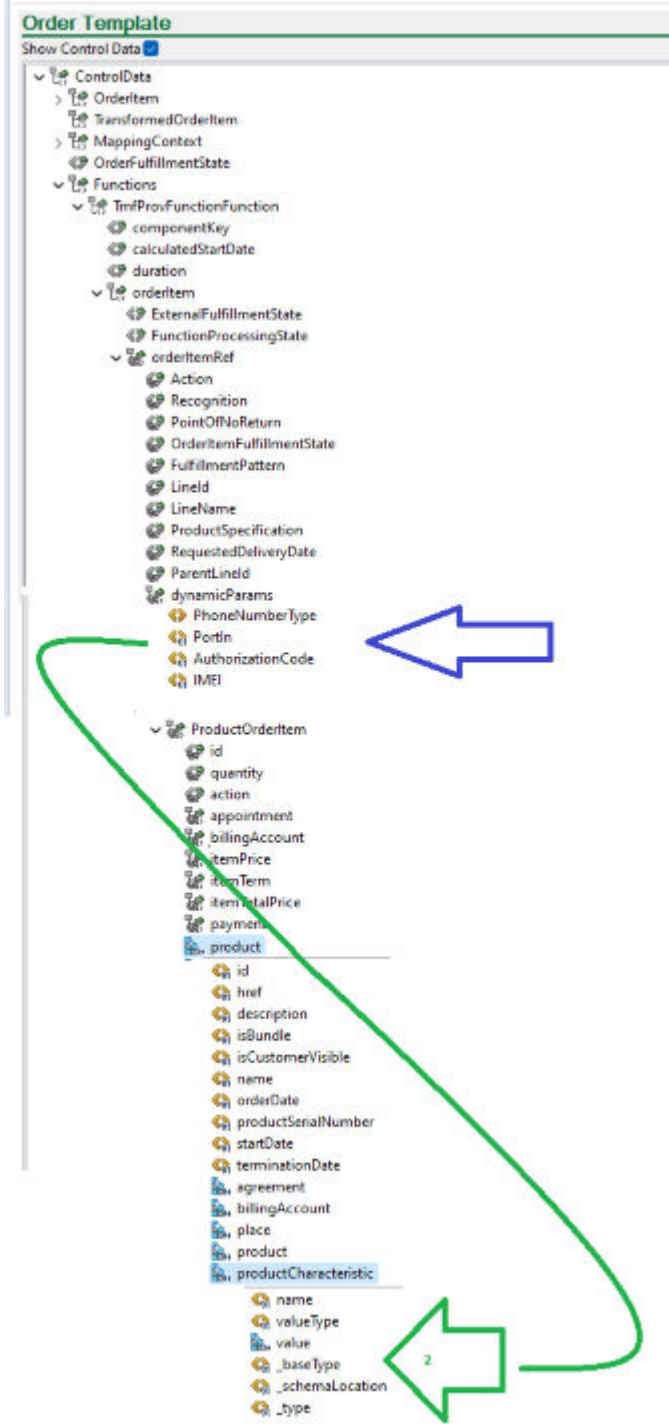 Order Template
Show Control Data
ControlData
OrderItem
TransformedOrderItem
MappingContext
OrderFulfillmentState
Functions
TmfProvFunctionFunction
componentKey
calculatedStartDate
duration
orderItem
ExternalFulfillmentState
FunctionProcessingState
orderItemRef
Action
Recognition
PointOfNoReturn
OrderItemFulfillmentState
FulfillmentPattern
LineId
LineName
ProductSpecification
RequestedDeliveryDate
ParentLineId
dynamicParams
PhoneNumberType
PortIn
AuthorizationCode
IMEI
ProductOrderItem
id
quantity
action
appointment
billingAccount
itemPrice
itemTerm
itemTotalPrice
payment
product
id
href
description
isBundle
isCustomerVisible
name
orderDate
productSerialNumber
startDate
terminationDate
agreement
billingAccount
place
product
productCharacteristic
name
valueType
value
_baseType
2
_schemaLocation
_type